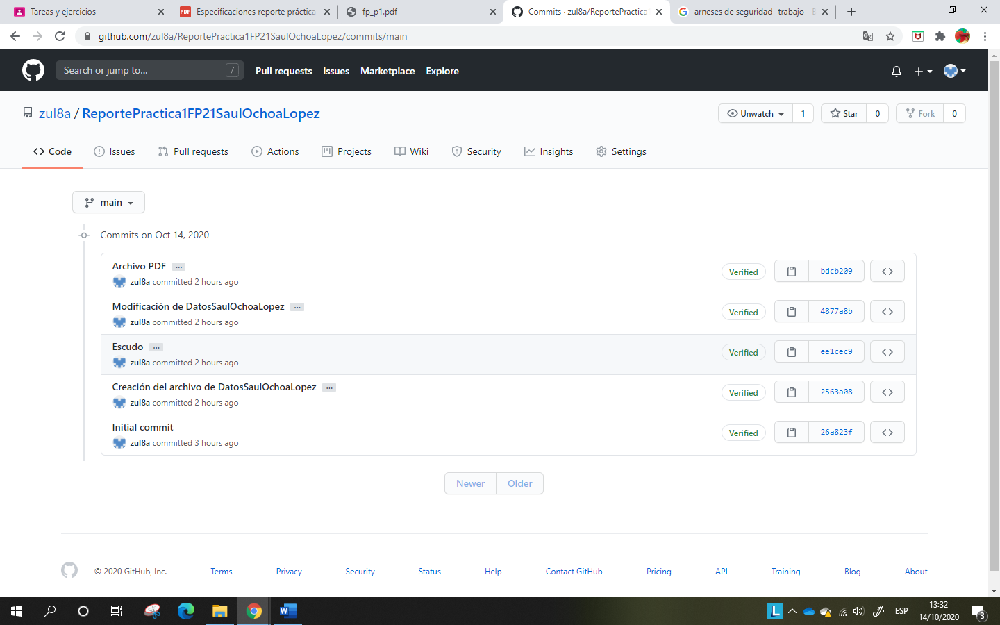 Tareas y ejercicios
PDF
Especificaciones reporte práctica
fp_p1.pdf
Commits · zul8a/ReportePractica
arneses de seguridad -trabajo -
github.com/zul8a/ReportePractica1FP21SaulOchoaLopez/commits/main
Search or jump to...
/
Pull requests
Issues
Marketplace
Explore
zul8a / ReportePractica1FP21SaulOchoaLopez
Unwatch
1
Star
0
Fork
0
Code
Issues
Pull requests
Actions
Projects
Wiki
Security
Insights
Settings
main
Commits on Oct 14, 2020
Archivo PDF ...
zul8a committed 2 hours ago
Verified
bdcb209
Modificación de DatosSaulOchoaLopez ...
zul8a committed 2 hours ago
Verified
4877a8b
Escudo ...
zul8a committed 2 hours ago
Verified
ee1cec9
Creación del archivo de DatosSaulOchoaLopez ...
zul8a committed 2 hours ago
Verified
2563a08
Initial commit
zul8a committed 3 hours ago
Verified
26a823f
Newer
Older
© 2020 GitHub, Inc.
Terms
Privacy
Security
Status
Help
Contact GitHub
Pricing
API
Training
Blog
About
L
ESP
13:32
14/10/2020
3